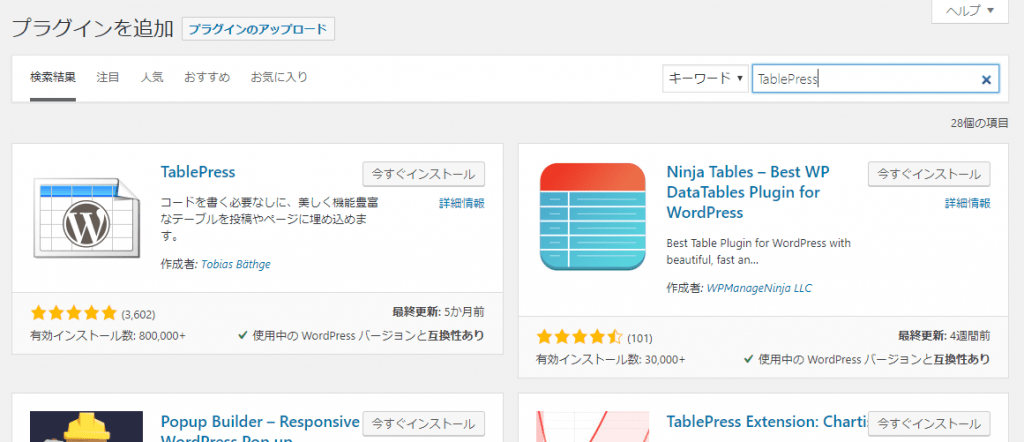 ヘルプ ▼
プラグインを追加 プラグインのアップロード
検索結果 注目 人気 おすすめ お気に入り キーワード ▼ TablePress ×
28個の項目
TablePress 今すぐインストール
コードを書く必要なしに、美しく機能豊富 詳細情報
なテーブルを投稿やページに埋め込めま
す。
作成者: Tobias Bäthge
(3,602) 最終更新: 5か月前
有効インストール数: 800,000+ ✔ 使用中の WordPress バージョンと互換性あり
Ninja Tables – Best WP 今すぐインストール
DataTables Plugin for 詳細情報
WordPress
Best Table Plugin for WordPress with
beautiful, fast an...
作成者: WPManageNinja LLC
(101) 最終更新: 4週間前
有効インストール数: 30,000+ ✔ 使用中の WordPress バージョンと互換性あり
Popup Builder – Responsive 今すぐインストール
WordPress Pop up
TablePress Extension: Charti 今すぐインストール